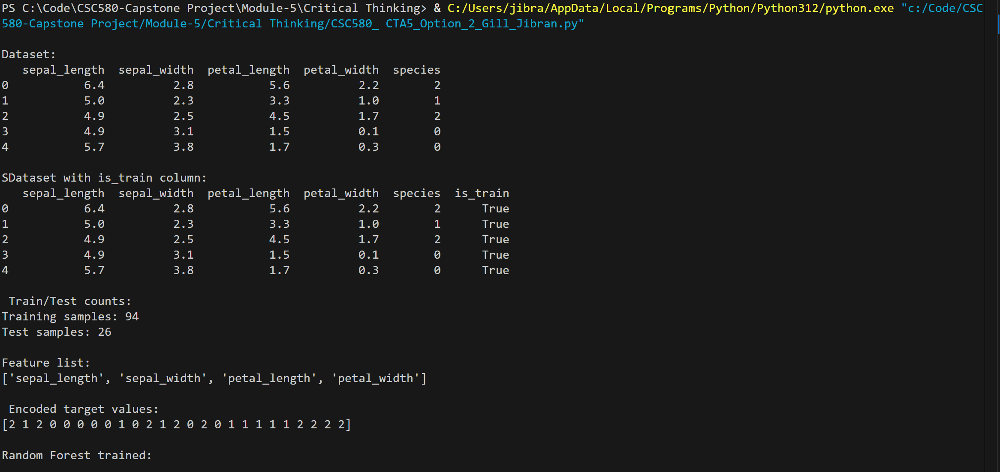 PS C:\Code\CSC580-Capstone Project\Module-5\Critical Thinking> & C:/Users/jibra/AppData/Local/Programs/Python/Python312/python.exe "c:/Code/CSC
580-Capstone Project/Module-5/Critical Thinking/CSC580_ CTA5_Option_2_Gill_Jibran.py"

Dataset:
   sepal_length  sepal_width  petal_length  petal_width  species
0           6.4          2.8           5.6          2.2        2
1           5.0          2.3           3.3          1.0        1
2           4.9          2.5           4.5          1.7        2
3           4.9          3.1           1.5          0.1        0
4           5.7          3.8           1.7          0.3        0

SDataset with is_train column:
   sepal_length  sepal_width  petal_length  petal_width  species  is_train
0           6.4          2.8           5.6          2.2        2      True
1           5.0          2.3           3.3          1.0        1      True
2           4.9          2.5           4.5          1.7        2      True
3           4.9          3.1           1.5          0.1        0      True
4           5.7          3.8           1.7          0.3        0      True

 Train/Test counts:
Training samples: 94
Test samples: 26

Feature list:
['sepal_length', 'sepal_width', 'petal_length', 'petal_width']

 Encoded target values:
[2 1 2 0 0 0 0 0 1 0 2 1 2 0 2 0 1 1 1 1 1 2 2 2 2]

Random Forest trained: